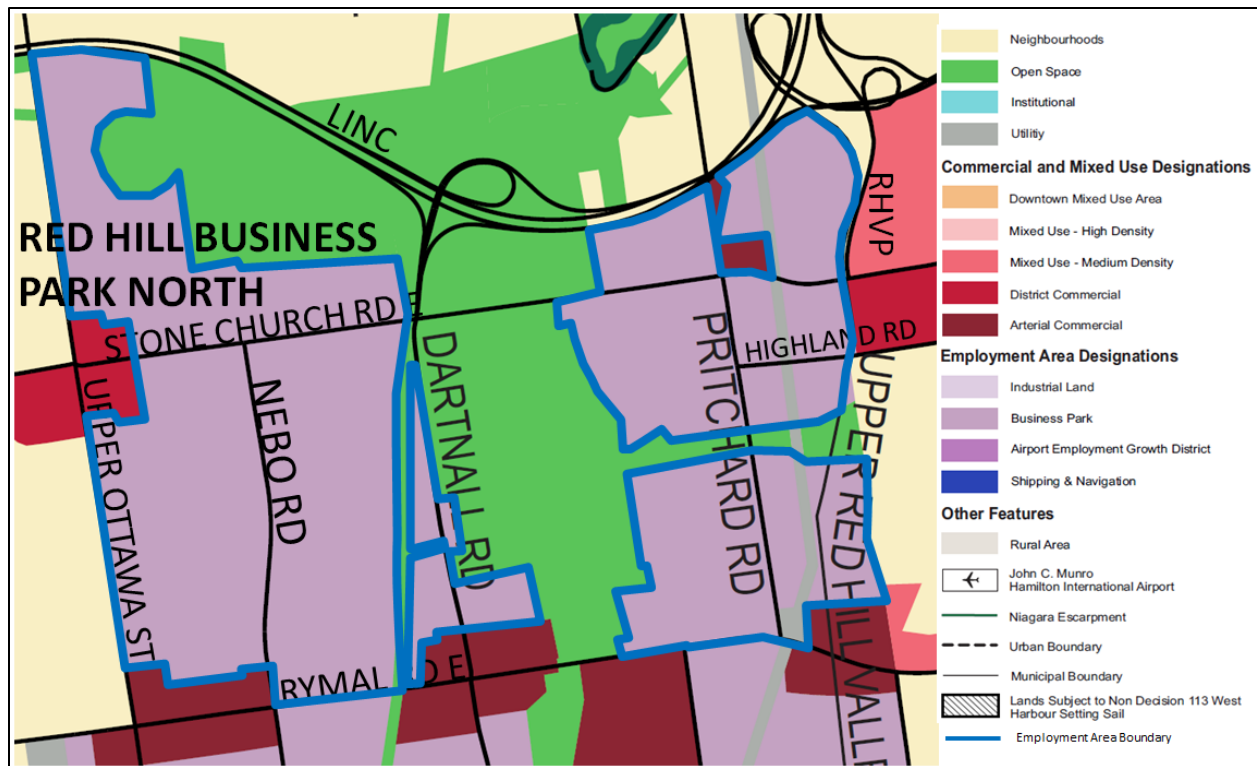 LINC
RHVP
RED HILL BUSINESS
PARK NORTH
STONE CHURCH RD E
HIGHLAND RD
UPPER OTTAWA ST
NEBO RD
DARTNALL RD
PRITCHARD RD
UPPER RED HILL VALLE
RYMAL RD E
Neighbourhoods
Open Space
Institutional
Utilitiy
Commercial and Mixed Use Designations
Downtown Mixed Use Area
Mixed Use - High Density
Mixed Use - Medium Density
District Commercial
Arterial Commercial
Employment Area Designations
Industrial Land
Business Park
Airport Employment Growth District
Shipping & Navigation
Other Features
Rural Area
John C. Munro
Hamilton International Airport
Niagara Escarpment
Urban Boundary
Municipal Boundary
Lands Subject to Non Decision 113 West
Harbour Setting Sail
Employment Area Boundary